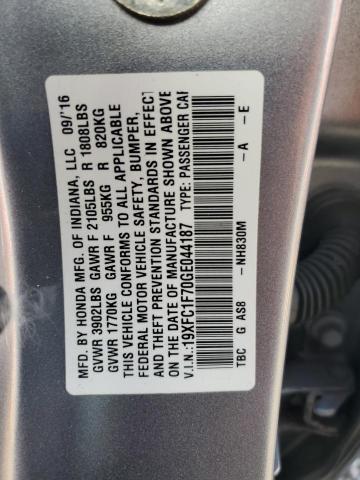 MFD. BY HONDA MFG. OF INDIANA, LLC 09/16
GVWR 3902LBS GAWR F 2105LBS R 1808LBS
GVWR 1770KG GAWR F 955KG R 820KG
THIS VEHICLE CONFORMS TO ALL APPLICABLE
FEDERAL MOTOR VEHICLE SAFETY, BUMPER,
AND THEFT PREVENTION STANDARDS IN EFFECT
ON THE DATE OF MANUFACTURE SHOWN ABOVE.
V.I.N.: 19XFC1F70GE044187 TYPE: PASSENGER CAR
TBC G AS8 -NH830M -A -E